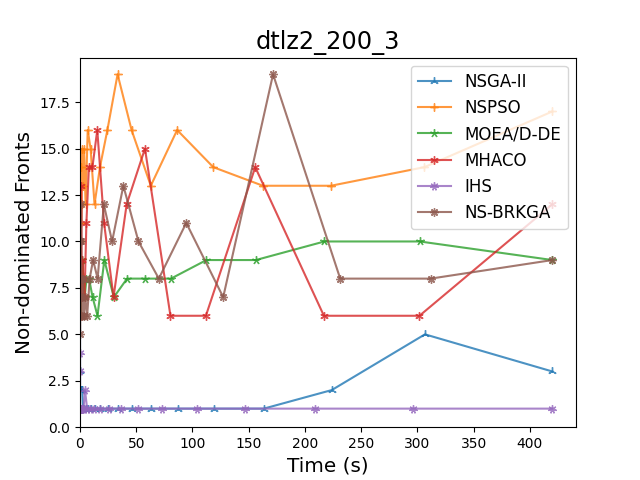 dtlz2_200_3
Non-dominated Fronts
17.5
15.0
12.5
10.0
7.5
5.0
2.5
0.0
0 50 100 150 200 250 300 350 400
Time (s)
NSGA-II
NSPSO
MOEA/D-DE
MHACO
IHS
NS-BRKGA